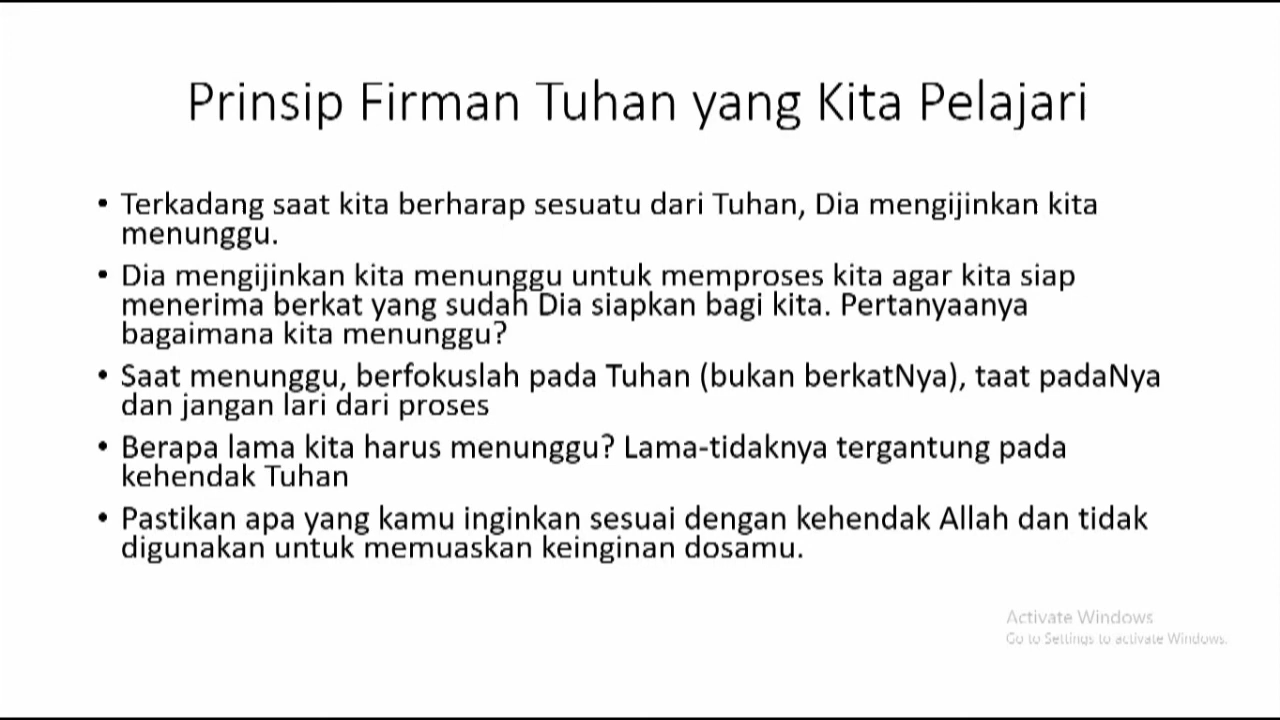 Prinsip Firman Tuhan yang Kita Pelajari
• Terkadang saat kita berharap sesuatu dari Tuhan, Dia mengijinkan kita
menunggu.
• Dia mengijinkan kita menunggu untuk memproses kita agar kita siap
menerima berkat yang sudah Dia siapkan bagi kita. Pertanyaanya
bagaimana kita menunggu?
• Saat menunggu, berfokuslah pada Tuhan (bukan berkatNya), taat padaNya
dan jangan lari dari proses
• Berapa lama kita harus menunggu? Lama-tidaknya tergantung pada
kehendak Tuhan
• Pastikan apa yang kamu inginkan sesuai dengan kehendak Allah dan tidak
digunakan untuk memuaskan keinginan dosamu.
Activate Windows
Go to Settings to activate Windows.